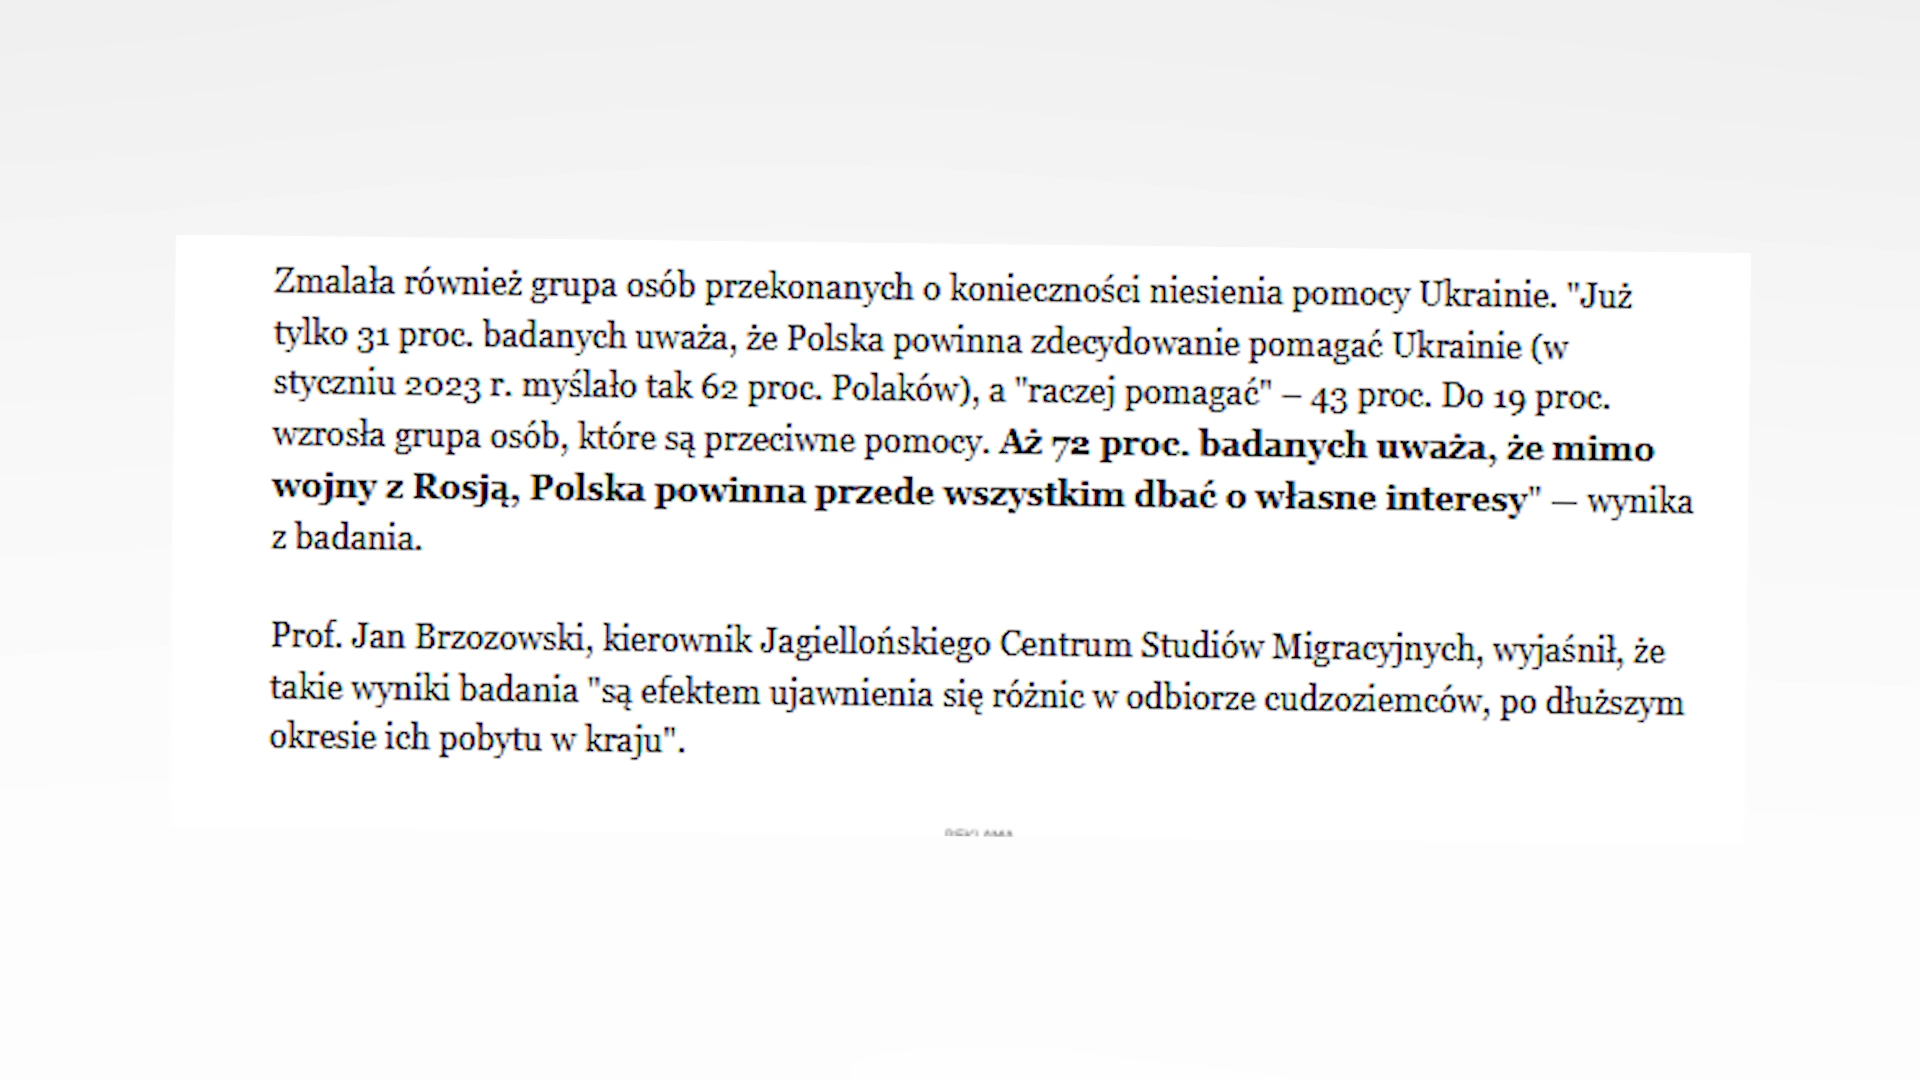 Zmalała również grupa osób przekonanych o konieczności niesienia pomocy Ukrainie. "Już
tylko 31 proc. badanych uważa, że Polska powinna zdecydowanie pomagać Ukrainie (w
styczniu 2023 r. myślało tak 62 proc. Polaków), a "raczej pomagać" – 43 proc. Do 19 proc.
wzrosła grupa osób, które są przeciwne pomocy. Aż 72 proc. badanych uważa, że mimo
wojny z Rosją, Polska powinna przede wszystkim dbać o własne interesy" — wynika
z badania.
Prof. Jan Brzozowski, kierownik Jagiellońskiego Centrum Studiów Migracyjnych, wyjaśnił, że
takie wyniki badania "są efektem ujawnienia się różnic w odbiorze cudzoziemców, po dłuższym
okresie ich pobytu w kraju".
REKLAMA